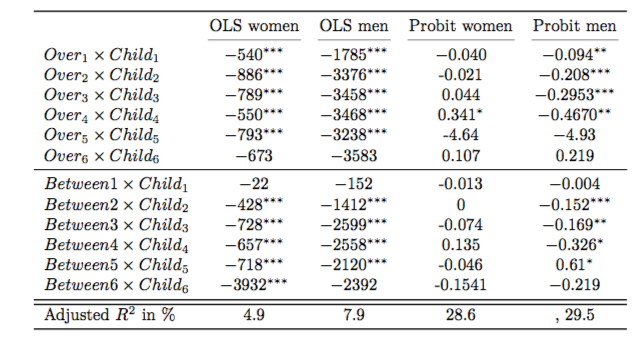 OLS women OLS men Probit women Probit men
Over₁ × Child₁ −540*** −1785*** −0.040 −0.094**
Over₂ × Child₂ −886*** −3376*** -0.021 −0.208***
Over₃ × Child₃ −789*** −3458*** 0.044 −0.2953***
Over₄ × Child₄ −550*** −3468*** 0.341* −0.4670**
Over₅ × Child₅ −793*** −3238*** -4.64 −4.93
Over₆ × Child₆ −673 −3583 0.107 0.219
Between1 × Child₁ −22 −152 −0.013 −0.004
Between2 × Child₂ −428*** −1412*** 0 −0.152***
Between3 × Child₃ −728*** −2599*** -0.074 −0.169**
Between4 × Child₄ −657*** −2558*** 0.135 −0.326*
Between5 × Child₅ −718*** −2120*** -0.046 0.61*
Between6 × Child₆ −3932*** −2392 -0.1541 −0.219
Adjusted R² in % 4.9 7.9 28.6 , 29.5